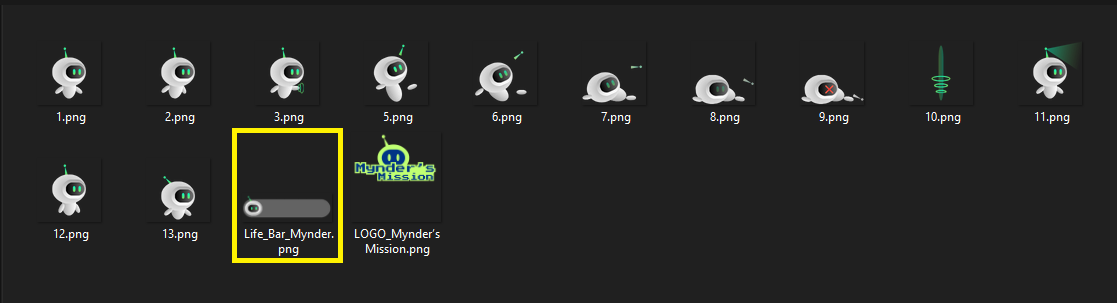 1.png
2.png
3.png
5.png
6.png
7.png
8.png
9.png
10.png
11.png
12.png
13.png
Life_Bar_Mynder.
png
Mynder's
Mission
LOGO_Mynder's
Mission.png